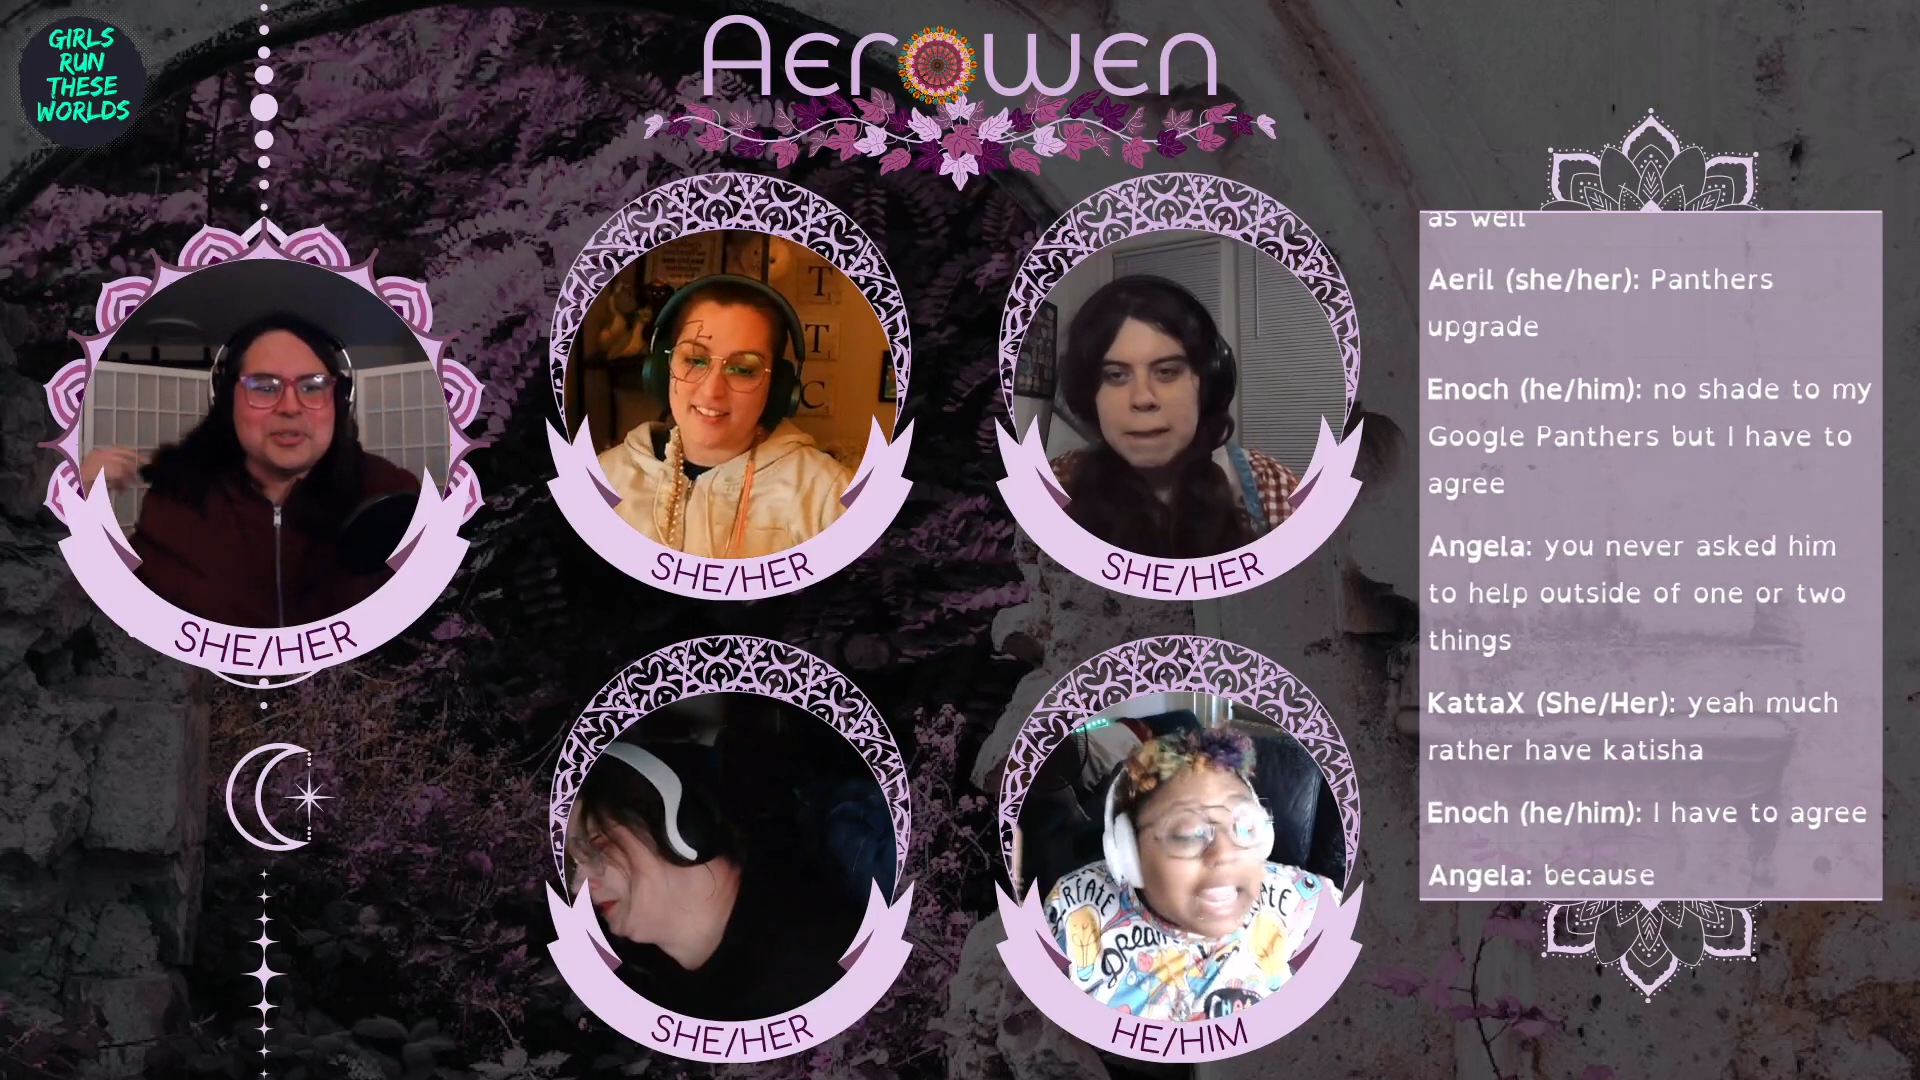 GIRLS
RUN
THESE
WORLDS
AEROWEN
SHE/HER
T
T
C
SHE/HER
SHE/HER
SHE/HER
CREATE
DREAM
HE/HIM
as well
Aeril (she/her): Panthers
upgrade
Enoch (he/him): no shade to my
Google Panthers but I have to
agree
Angela: you never asked him
to help outside of one or two
things
KattaX (She/Her): yeah much
rather have katisha
Enoch (he/him): I have to agree
Angela: because